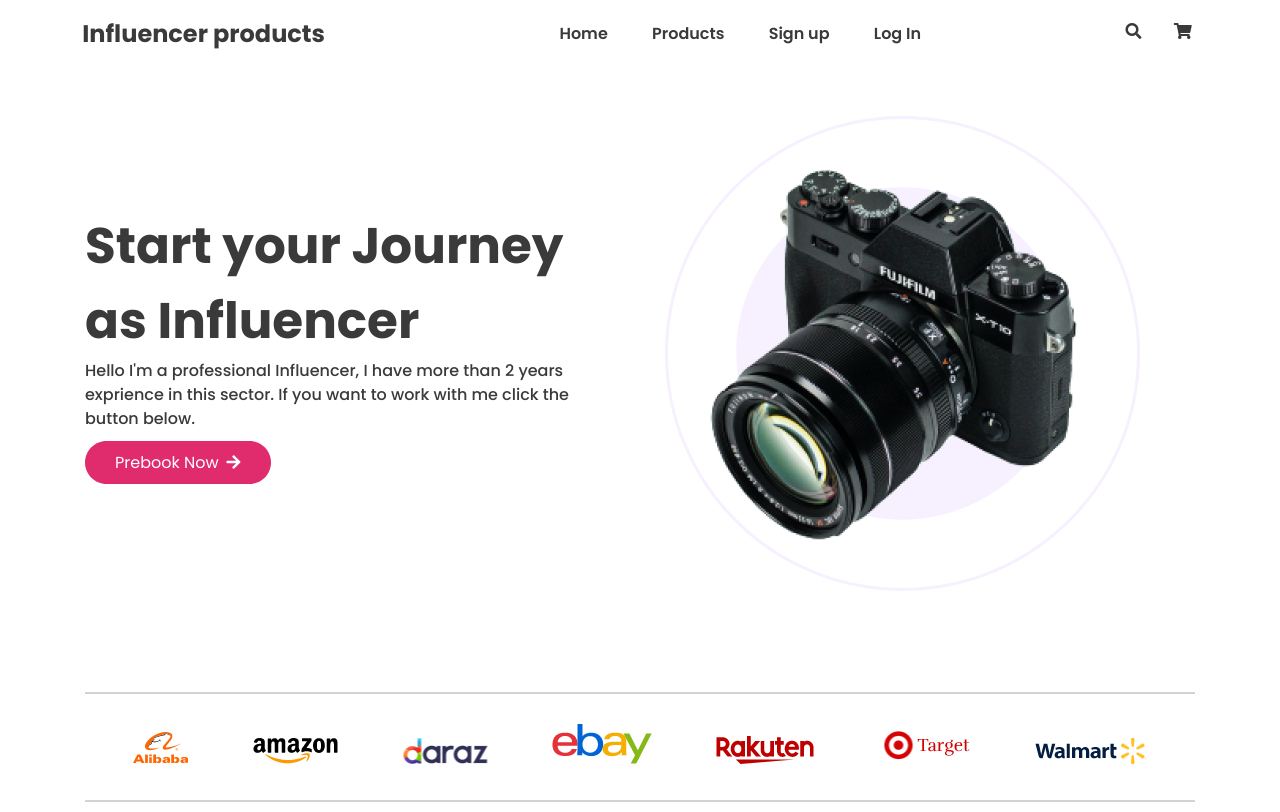 Influencer products
Home Products Sign up Log In
Start your Journey
as Influencer
Hello I'm a professional Influencer, I have more than 2 years
exprience in this sector. If you want to work with me click the
button below.
Prebook Now
FUJIFILM
X-T10
Alibaba
amazon
daraz
ebay
Rakuten
Target
Walmart